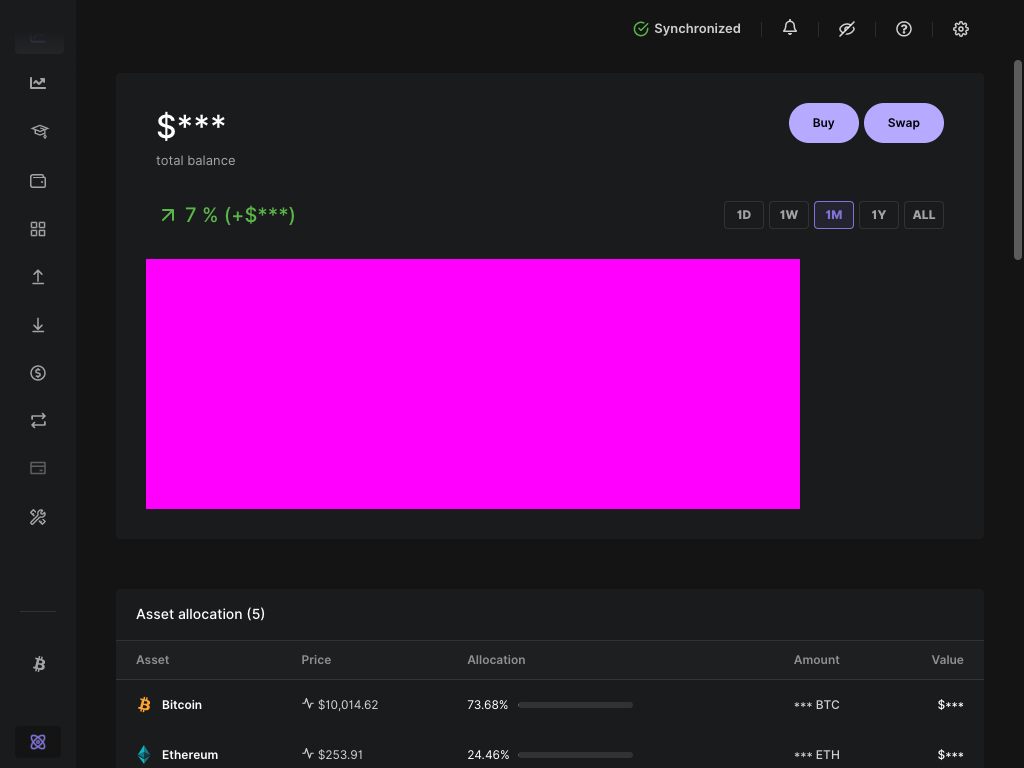 Synchronized
$***
total balance
Buy
Swap
7 % (+$***)
1D
1W
1M
1Y
ALL
Asset allocation (5)
Asset Price Allocation Amount Value
Bitcoin $10,014.62 73.68% *** BTC $***
Ethereum $253.91 24.46% *** ETH $***